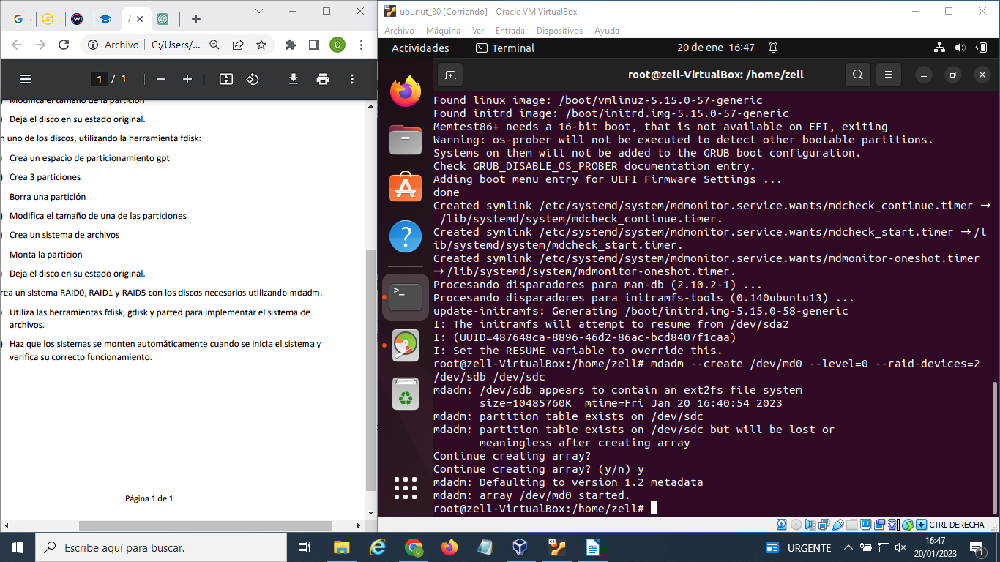 Archivo
C:/Users/...
C
1 / 1
Modifica el tamaño de la partición
) Deja el disco en su estado original.
n uno de los discos, utilizando la herramienta fdisk:
) Crea un espacio de particionamiento gpt
) Crea 3 particiones
) Borra una partición
) Modifica el tamaño de una de las particiones
) Crea un sistema de archivos
Monta la particion
) Deja el disco en su estado original.
rea un sistema RAID0, RAID1 y RAID5 con los discos necesarios utilizando mdadm.
) Utiliza las herramientas fdisk, gdisk y parted para implementar el sistema de
archivos.
) Haz que los sistemas se monten automáticamente cuando se inicia el sistema y
verifica su correcto funcionamiento.
Página 1 de 1
ubunut_30 [Corriendo] - Oracle VM VirtualBox
Archivo Máquina Ver Entrada Dispositivos Ayuda
Actividades Terminal 20 de ene 16:47
root@zell-VirtualBox: /home/zell
Found linux image: /boot/vmlinuz-5.15.0-57-generic
Found initrd image: /boot/initrd.img-5.15.0-57-generic
Memtest86+ needs a 16-bit boot, that is not available on EFI, exiting
Warning: os-prober will not be executed to detect other bootable partitions.
Systems on them will not be added to the GRUB boot configuration.
Check GRUB_DISABLE_OS_PROBER documentation entry.
Adding boot menu entry for UEFI Firmware Settings ...
done
Created symlink /etc/systemd/system/mdmonitor.service.wants/mdcheck_continue.timer →
/lib/systemd/system/mdcheck_continue.timer.
Created symlink /etc/systemd/system/mdmonitor.service.wants/mdcheck_start.timer → /l
ib/systemd/system/mdcheck_start.timer.
Created symlink /etc/systemd/system/mdmonitor.service.wants/mdmonitor-oneshot.timer
→ /lib/systemd/system/mdmonitor-oneshot.timer.
Procesando disparadores para man-db (2.10.2-1) ...
Procesando disparadores para initramfs-tools (0.140ubuntu13) ...
update-initramfs: Generating /boot/initrd.img-5.15.0-58-generic
I: The initramfs will attempt to resume from /dev/sda2
I: (UUID=487648ca-8896-46d2-86ac-bcd8407f1caa)
I: Set the RESUME variable to override this.
root@zell-VirtualBox:/home/zell# mdadm --create /dev/md0 --level=0 --raid-devices=2
/dev/sdb /dev/sdc
mdadm: /dev/sdb appears to contain an ext2fs file system
size=10485760K mtime=Fri Jan 20 16:40:54 2023
mdadm: partition table exists on /dev/sdc
mdadm: partition table exists on /dev/sdc but will be lost or
meaningless after creating array
Continue creating array?
Continue creating array? (y/n) y
mdadm: Defaulting to version 1.2 metadata
mdadm: array /dev/md0 started.
root@zell-VirtualBox:/home/zell#
CTRL DERECHA
Escribe aquí para buscar.
URGENTE
16:47
20/01/2023
1